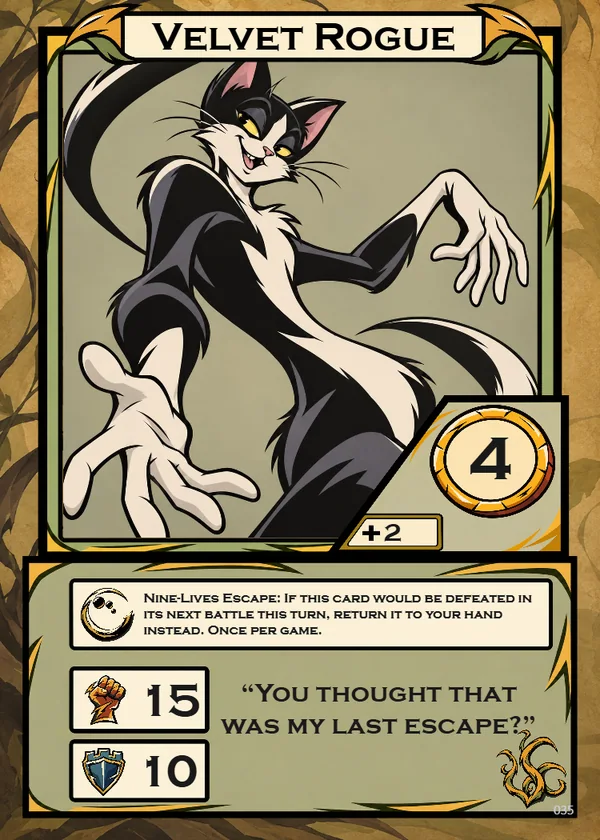 Velvet Rogue
4
+2
Nine-Lives Escape: If this card would be defeated in
its next battle this turn, return it to your hand
instead. Once per game.
15
“You thought that
was my last escape?”
10
035